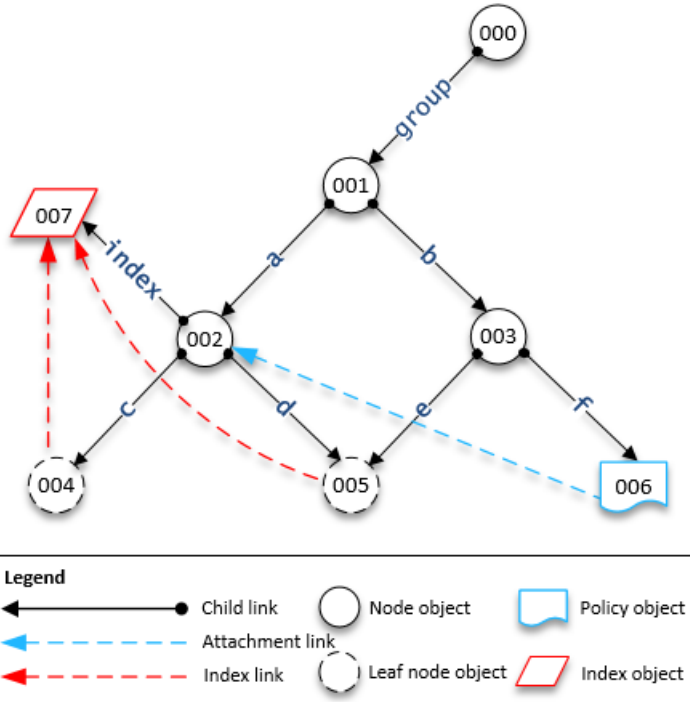 000
group
001
007
index
a
b
002
003
c
d
e
f
004
005
006
Legend
Child link
Node object
Policy object
Attachment link
Index link
Leaf node object
Index object